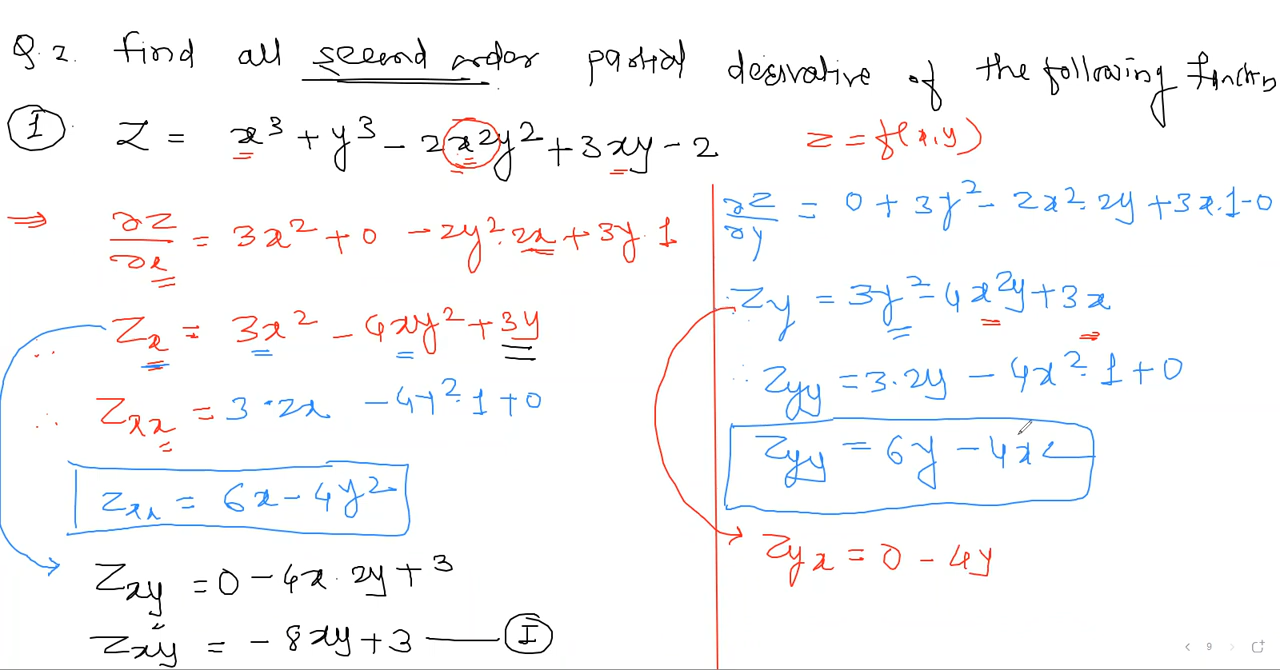 Q.2. find all second order partial derivative of the following functn
I Z = x³ + y³ - 2x²y² + 3xy - 2 z = f(x,y)
⇒ ∂z/∂x = 3x² + 0 - 2y²·2x + 3y·1
∴ Zx = 3x² - 4xy² + 3y
∴ Zxx = 3·2x - 4y²·1 + 0
Zxx = 6x - 4y²
Zxy = 0 - 4x·2y + 3
Zxy = - 8xy + 3 — I
∂z/∂y = 0 + 3y² - 2x²·2y + 3x·1 - 0
∴ Zy = 3y² - 4x²y + 3x
∴ Zyy = 3·2y - 4x²·1 + 0
Zyy = 6y - 4x²
Zyx = 0 - 4y
9